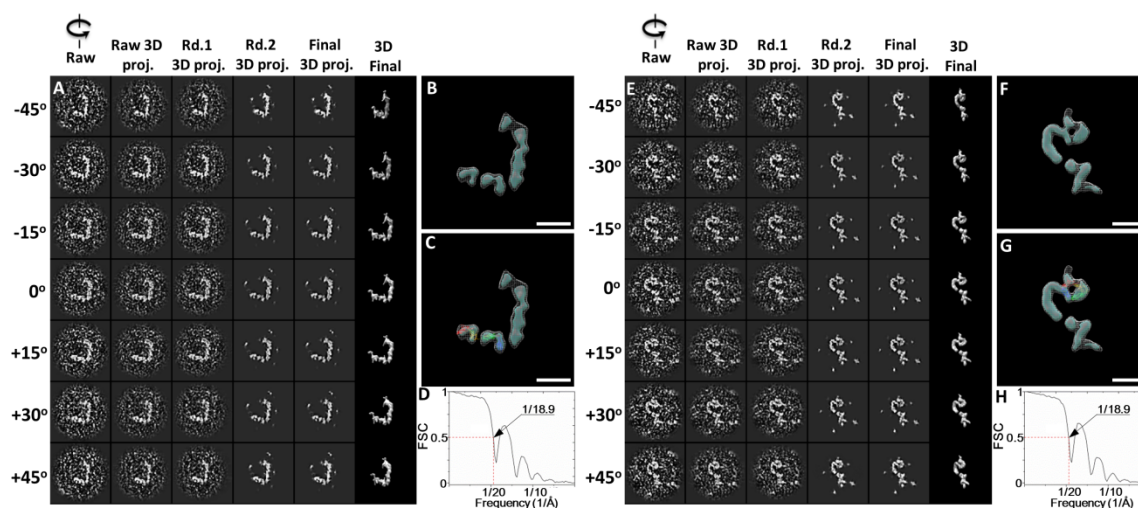 Raw
Raw 3D proj.
Rd.1 3D proj.
Rd.2 3D proj.
Final 3D proj.
3D Final
A
-45º
-30º
-15º
0º
+15º
+30º
+45º
B
C
D
1/18.9
1
0.5
0
FSC
1/20
1/10
Frequency (1/Å)
Raw
Raw 3D proj.
Rd.1 3D proj.
Rd.2 3D proj.
Final 3D proj.
3D Final
E
-45º
-30º
-15º
0º
+15º
+30º
+45º
F
G
H
1/18.9
1
0.5
0
FSC
1/20
1/10
Frequency (1/Å)